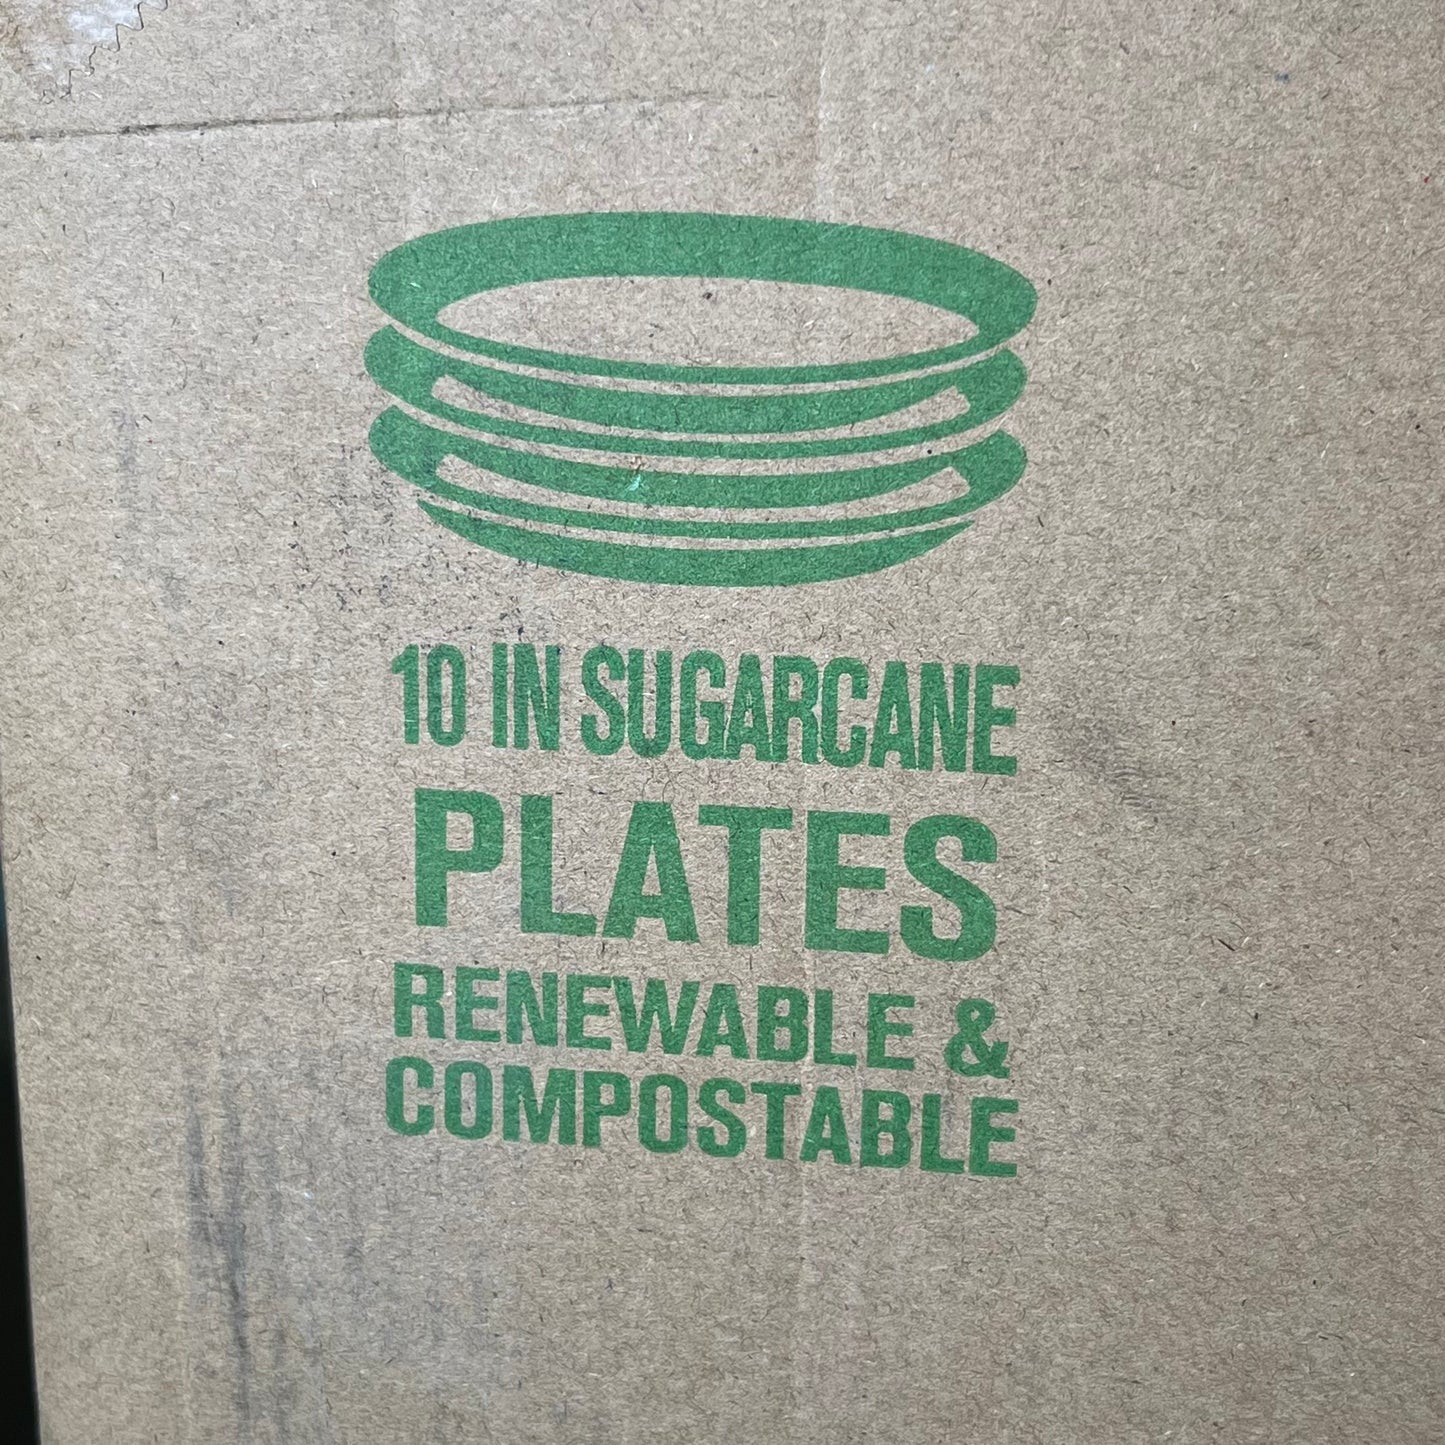 10 IN SUGARCANE
PLATES
RENEWABLE &
COMPOSTABLE